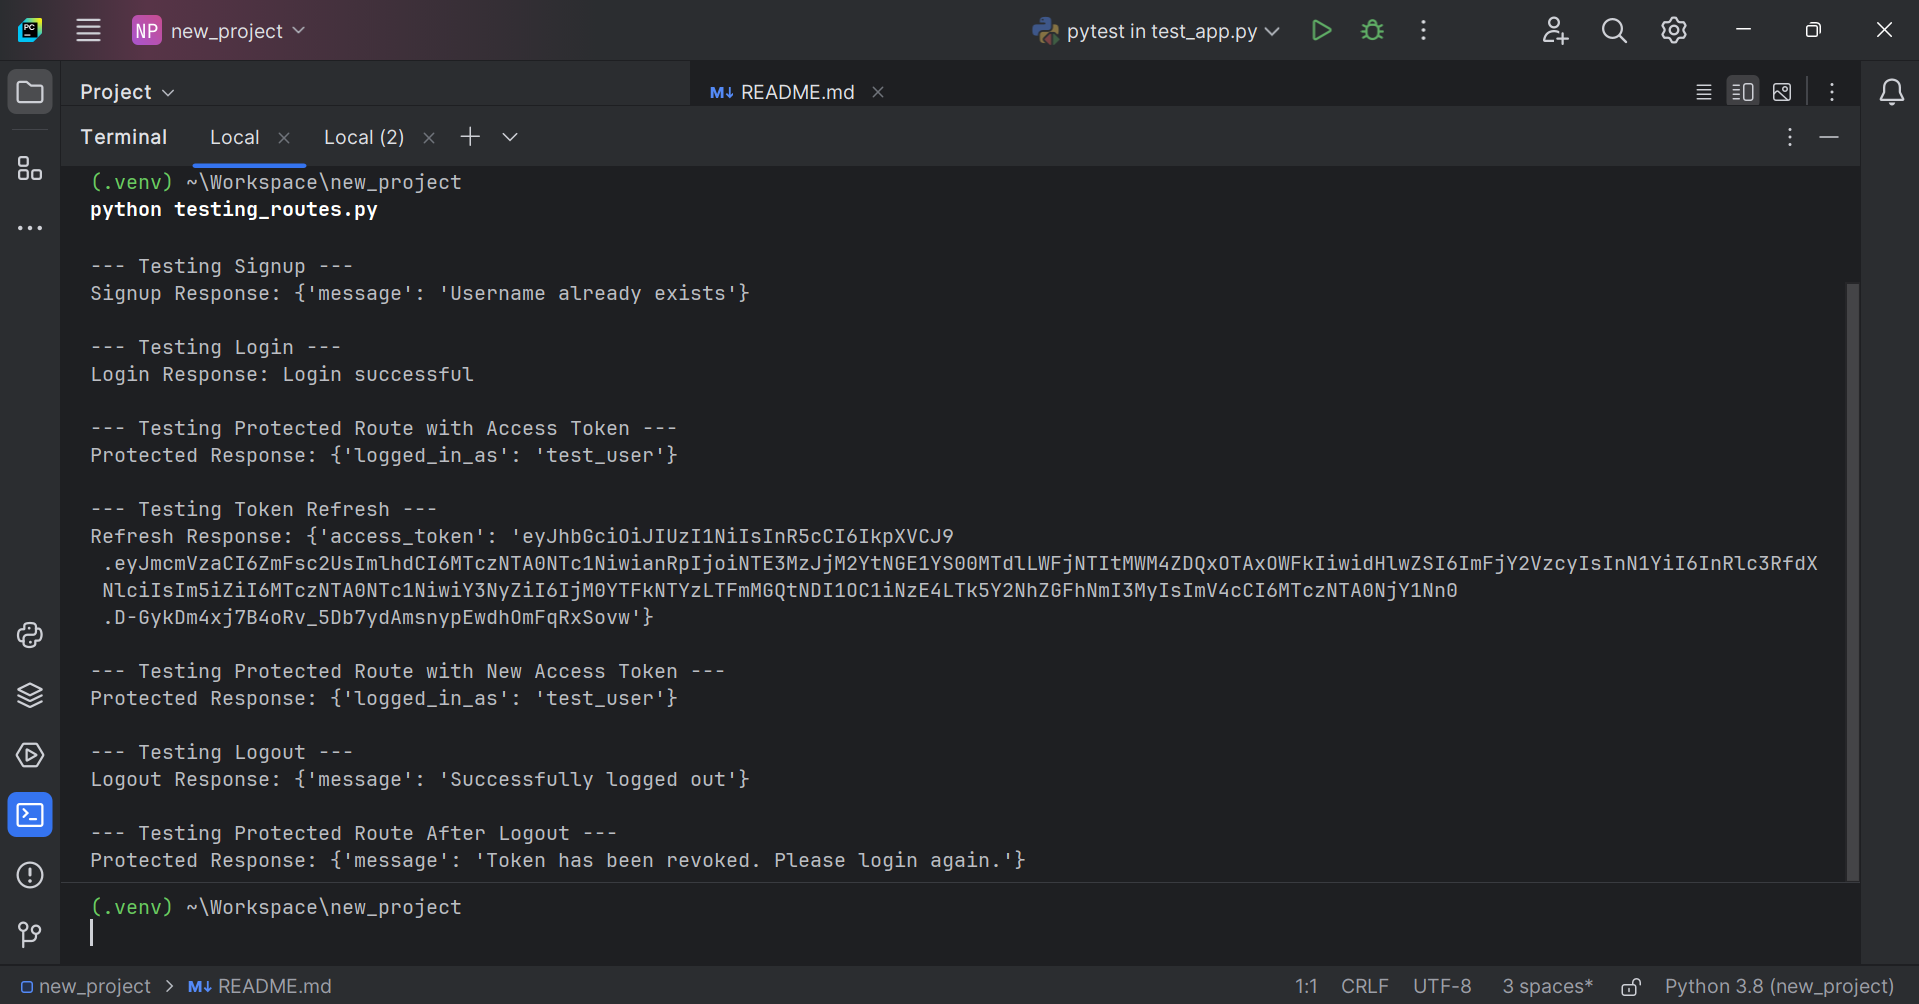 NP new_project pytest in test_app.py
Project
M↓ README.md
Terminal Local Local (2)
(.venv) ~\Workspace\new_project
python testing_routes.py
--- Testing Signup ---
Signup Response: {'message': 'Username already exists'}
--- Testing Login ---
Login Response: Login successful
--- Testing Protected Route with Access Token ---
Protected Response: {'logged_in_as': 'test_user'}
--- Testing Token Refresh ---
Refresh Response: {'access_token': 'eyJhbGciOiJIUzI1NiIsInR5cCI6IkpXVCJ9
.eyJmcmVzaCI6ZmFsc2UsImlhdCI6MTczNTA0NTc1NiwianRpIjoiNTE3MzJjM2YtNGE1YS00MTdlLWFjNTItMWM4ZDQxOTAxOWFkIiwidHlwZSI6ImFjY2VzcyIsInN1YiI6InRlc3RfdX
NlciIsIm5iZiI6MTczNTA0NTc1NiwiY3NyZiI6IjM0YTFkNTYzLTFmMGQtNDI1OC1iNzE4LTk5Y2NhZGFhNmI3MyIsImV4cCI6MTczNTA0NjY1Nn0
.D-GykDm4xj7B4oRv_5Db7ydAmsnypEwdhOmFqRxSovw'}
--- Testing Protected Route with New Access Token ---
Protected Response: {'logged_in_as': 'test_user'}
--- Testing Logout ---
Logout Response: {'message': 'Successfully logged out'}
--- Testing Protected Route After Logout ---
Protected Response: {'message': 'Token has been revoked. Please login again.'}
(.venv) ~\Workspace\new_project
new_project > M↓ README.md 1:1 CRLF UTF-8 3 spaces* Python 3.8 (new_project)